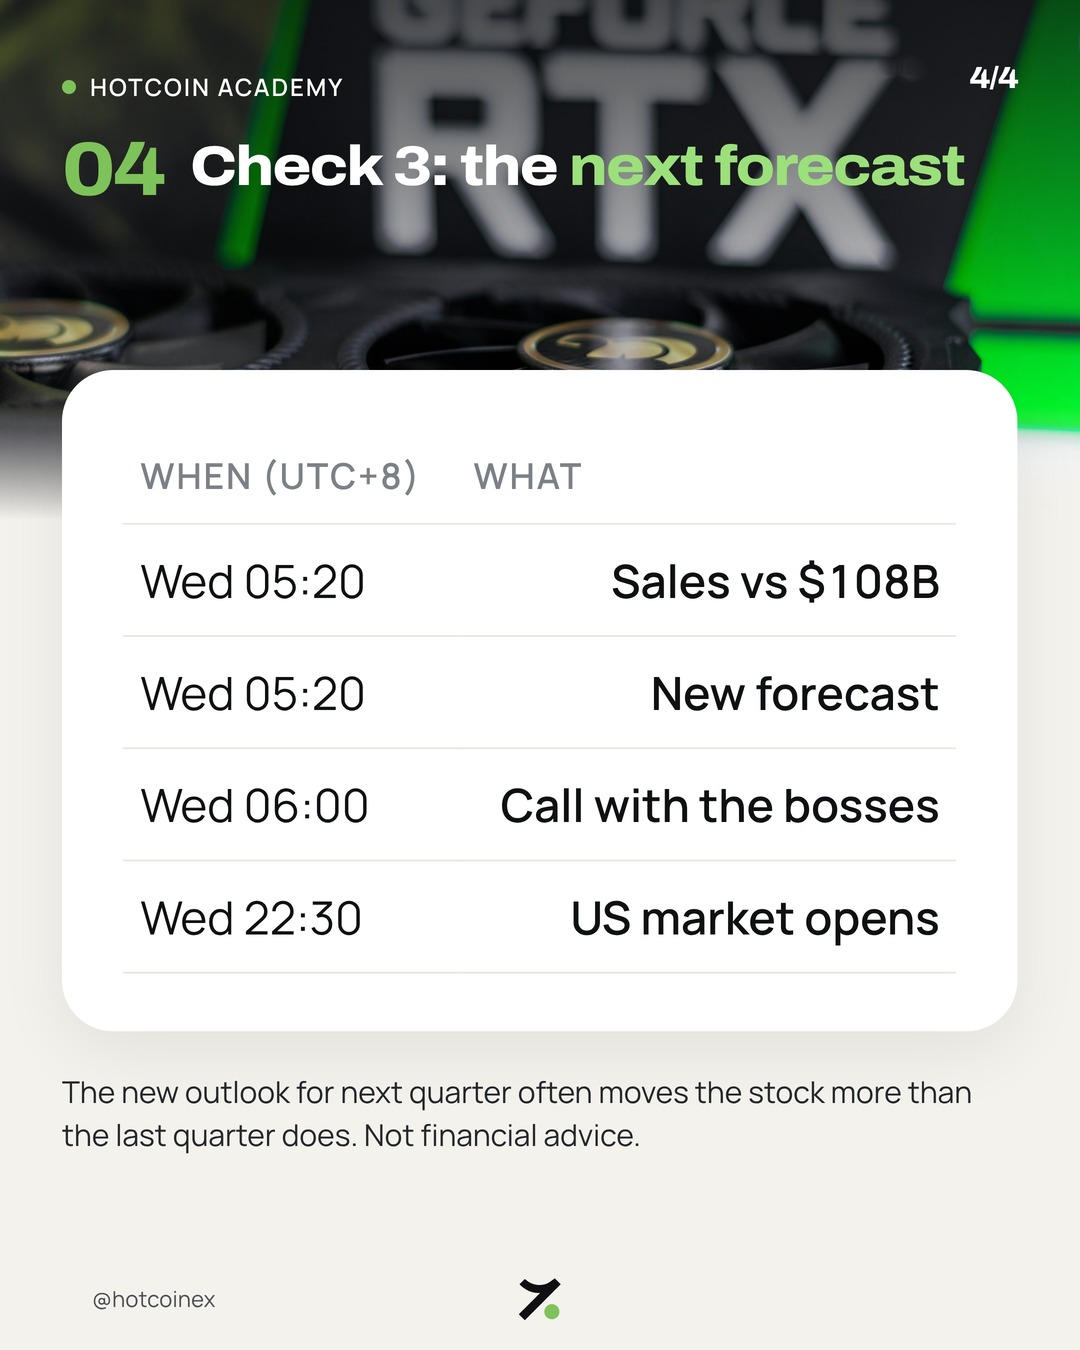 GEFORCE
RTX
HOTCOIN ACADEMY
4/4
04 Check 3: the next forecast
WHEN (UTC+8) WHAT
Wed 05:20 Sales vs $108B
Wed 05:20 New forecast
Wed 06:00 Call with the bosses
Wed 22:30 US market opens
The new outlook for next quarter often moves the stock more than
the last quarter does. Not financial advice.
@hotcoinex